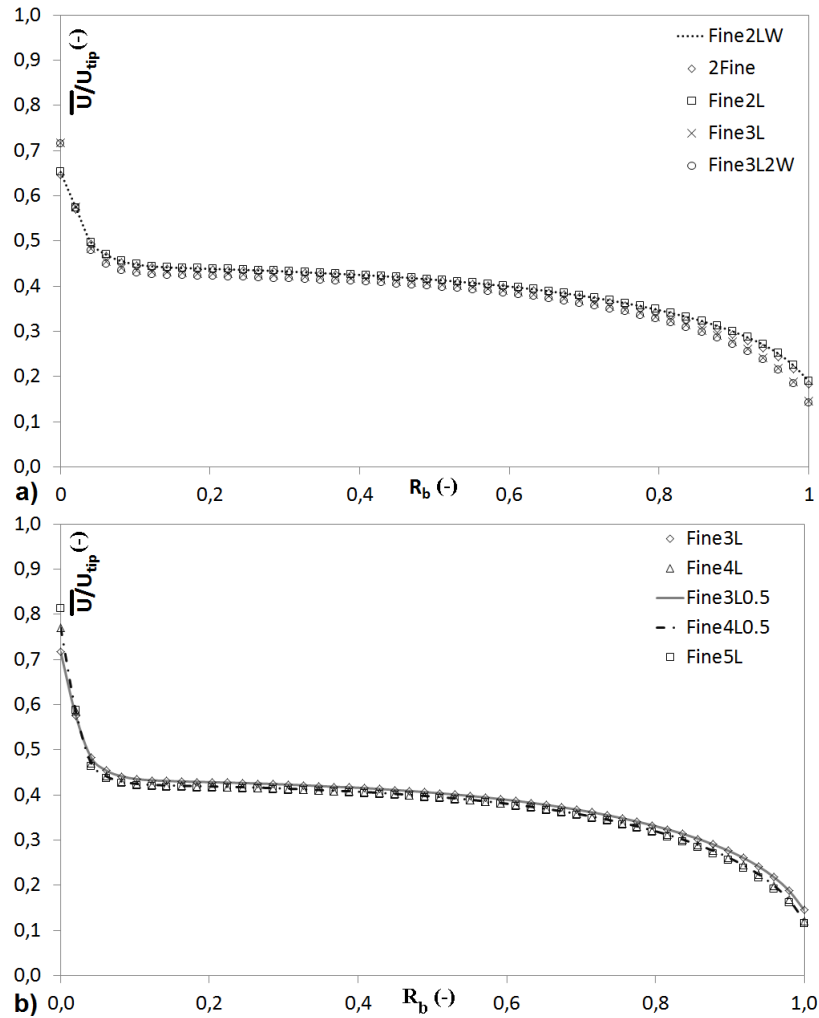 1,0
0,9
0,8
0,7
0,6
0,5
0,4
0,3
0,2
0,1
0,0
U/Utip(-)
Fine2LW
2Fine
Fine2L
Fine3L
Fine3L2W
a)
0
0,2
0,4
Rb (-)
0,6
0,8
1
1,0
0,9
0,8
0,7
0,6
0,5
0,4
0,3
0,2
0,1
0,0
U/Utip(-)
Fine3L
Fine4L
Fine3L0.5
Fine4L0.5
Fine5L
b)
0,0
0,2
0,4
Rb (-)
0,6
0,8
1,0